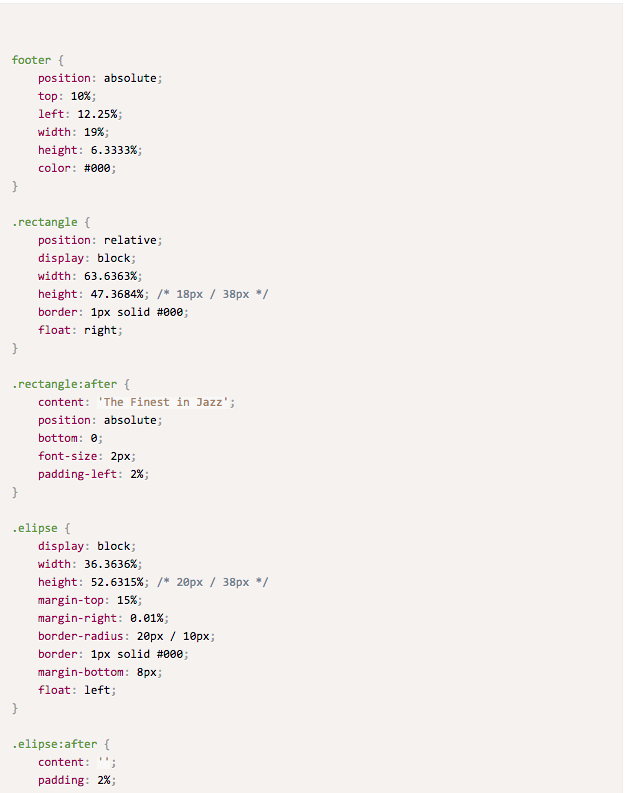 footer {
    position: absolute;
    top: 10%;
    left: 12.25%;
    width: 19%;
    height: 6.3333%;
    color: #000;
}

.rectangle {
    position: relative;
    display: block;
    width: 63.6363%;
    height: 47.3684%; /* 18px / 38px */
    border: 1px solid #000;
    float: right;
}

.rectangle:after {
    content: 'The Finest in Jazz';
    position: absolute;
    bottom: 0;
    font-size: 2px;
    padding-left: 2%;
}

.elipse {
    display: block;
    width: 36.3636%;
    height: 52.6315%; /* 20px / 38px */
    margin-top: 15%;
    margin-right: 0.01%;
    border-radius: 20px / 10px;
    border: 1px solid #000;
    margin-bottom: 8px;
    float: left;
}

.elipse:after {
    content: '';
    padding: 2%;